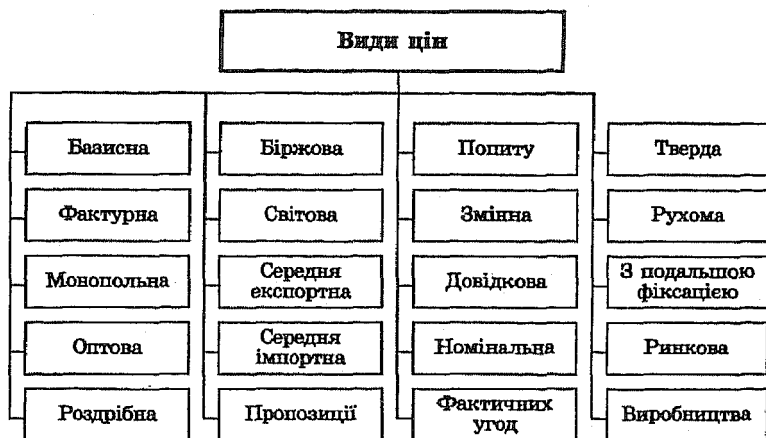 Види цін
Базисна
Фактурна
Монопольна
Оптова
Роздрібна
Біржова
Світова
Середня
експортна
Середня
імпортна
Пропозиції
Попиту
Змінна
Довідкова
Номінальна
Фактичних
угод
Тверда
Рухома
З подальшою
фіксацією
Ринкова
Виробництва